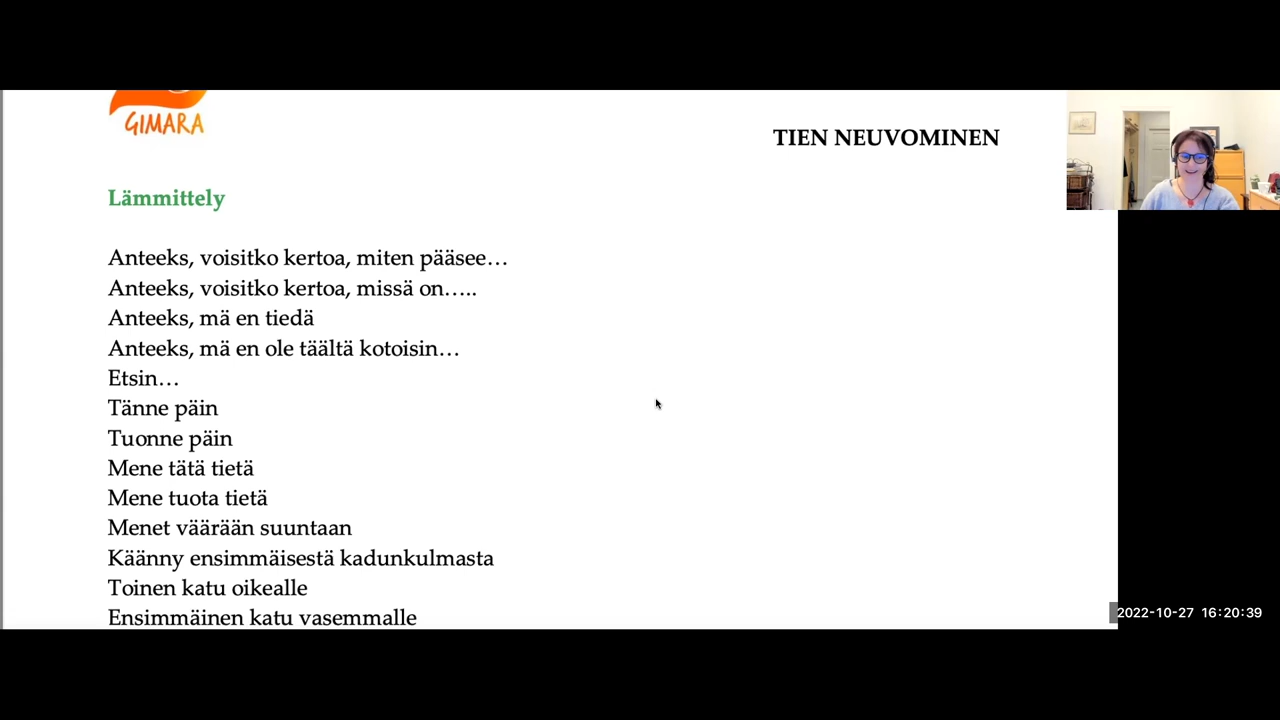 GIMARA
TIEN NEUVOMINEN
Lämmittely
Anteeks, voisitko kertoa, miten pääsee…
Anteeks, voisitko kertoa, missä on…..
Anteeks, mä en tiedä
Anteeks, mä en ole täältä kotoisin…
Etsin…
Tänne päin
Tuonne päin
Mene tätä tietä
Mene tuota tietä
Menet väärään suuntaan
Käänny ensimmäisestä kadunkulmasta
Toinen katu oikealle
Ensimmäinen katu vasemmalle
2022-10-27 16:20:39